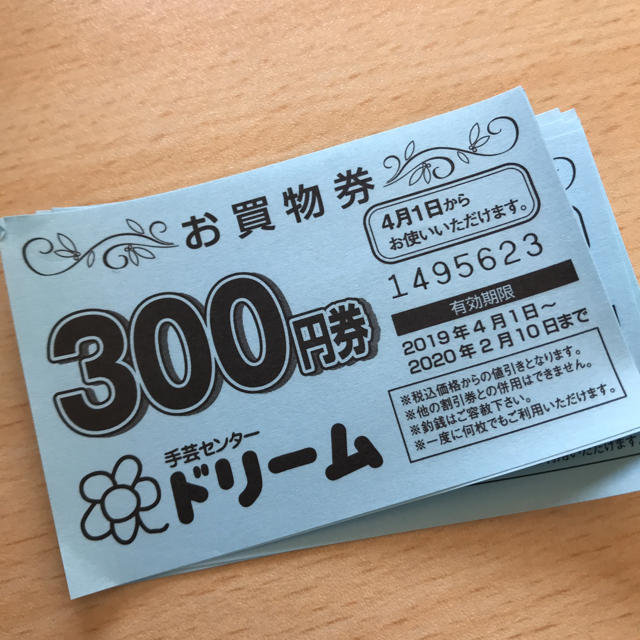 お買物券
4月1日から
お使いいただけます。
1495623
300円券
有効期限
2019年4月1日～
2020年2月10日まで
※税込価格からの値引きとなります。
※他の割引券との併用はできません。
※釣銭はご容赦下さい。
※一度に何枚でもご利用いただけます。
手芸センター
ドリーム